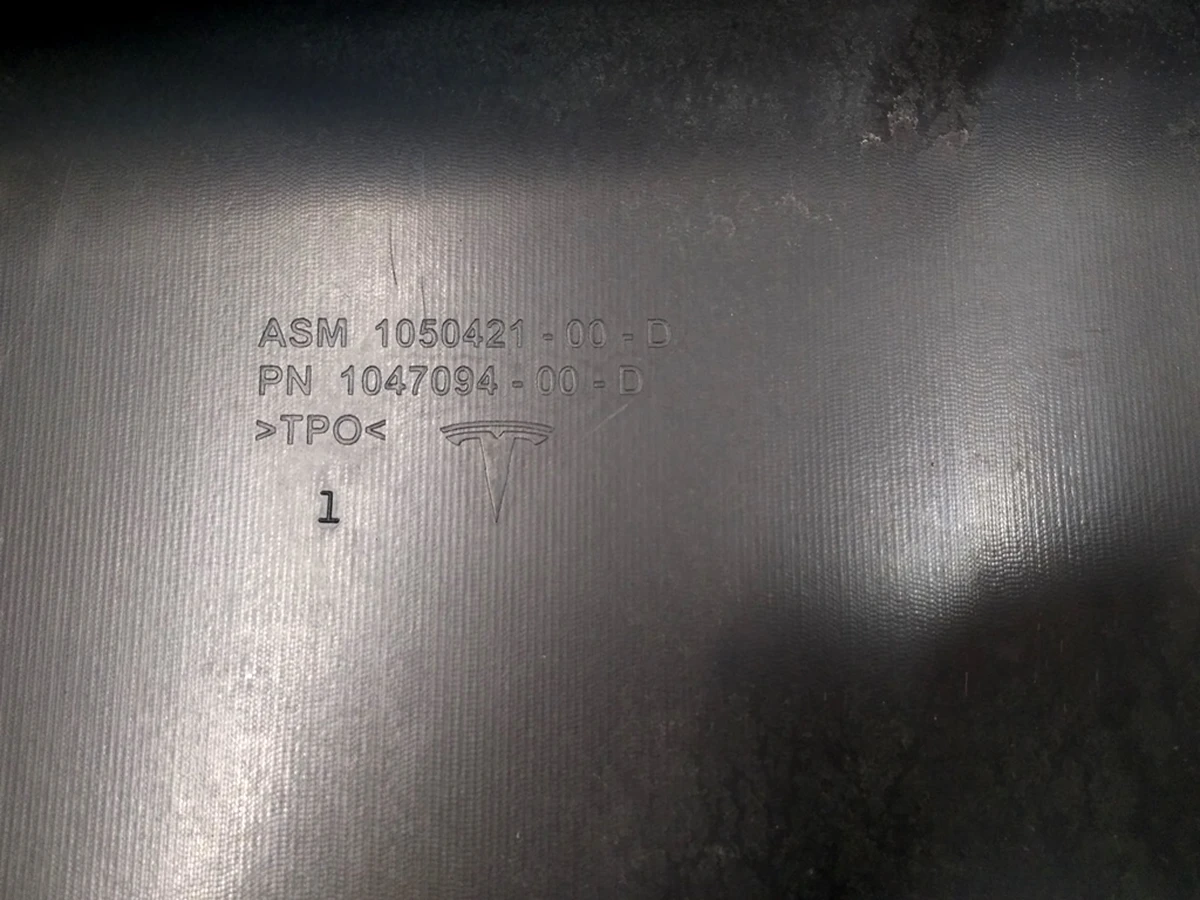 ASM 1050421 - 00 - D
PN 1047094 - 00 - D
>TPO<
1